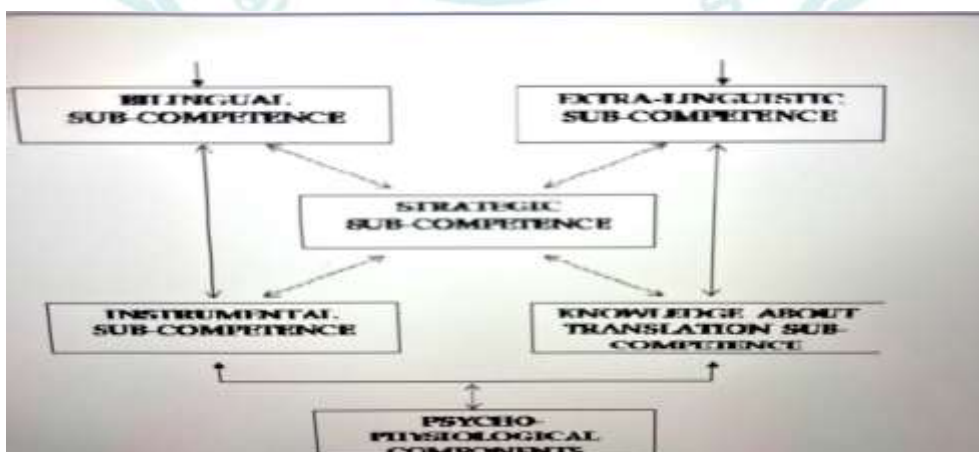 BILINGUAL
SUB-COMPETENCE
EXTRA-LINGUISTIC
SUB-COMPETENCE
STRATEGIC
SUB-COMPETENCE
INSTRUMENTAL
SUB-COMPETENCE
KNOWLEDGE ABOUT
TRANSLATION SUB-
COMPETENCE
PSYCHO-
PHYSIOLOGICAL
COMPONENTS